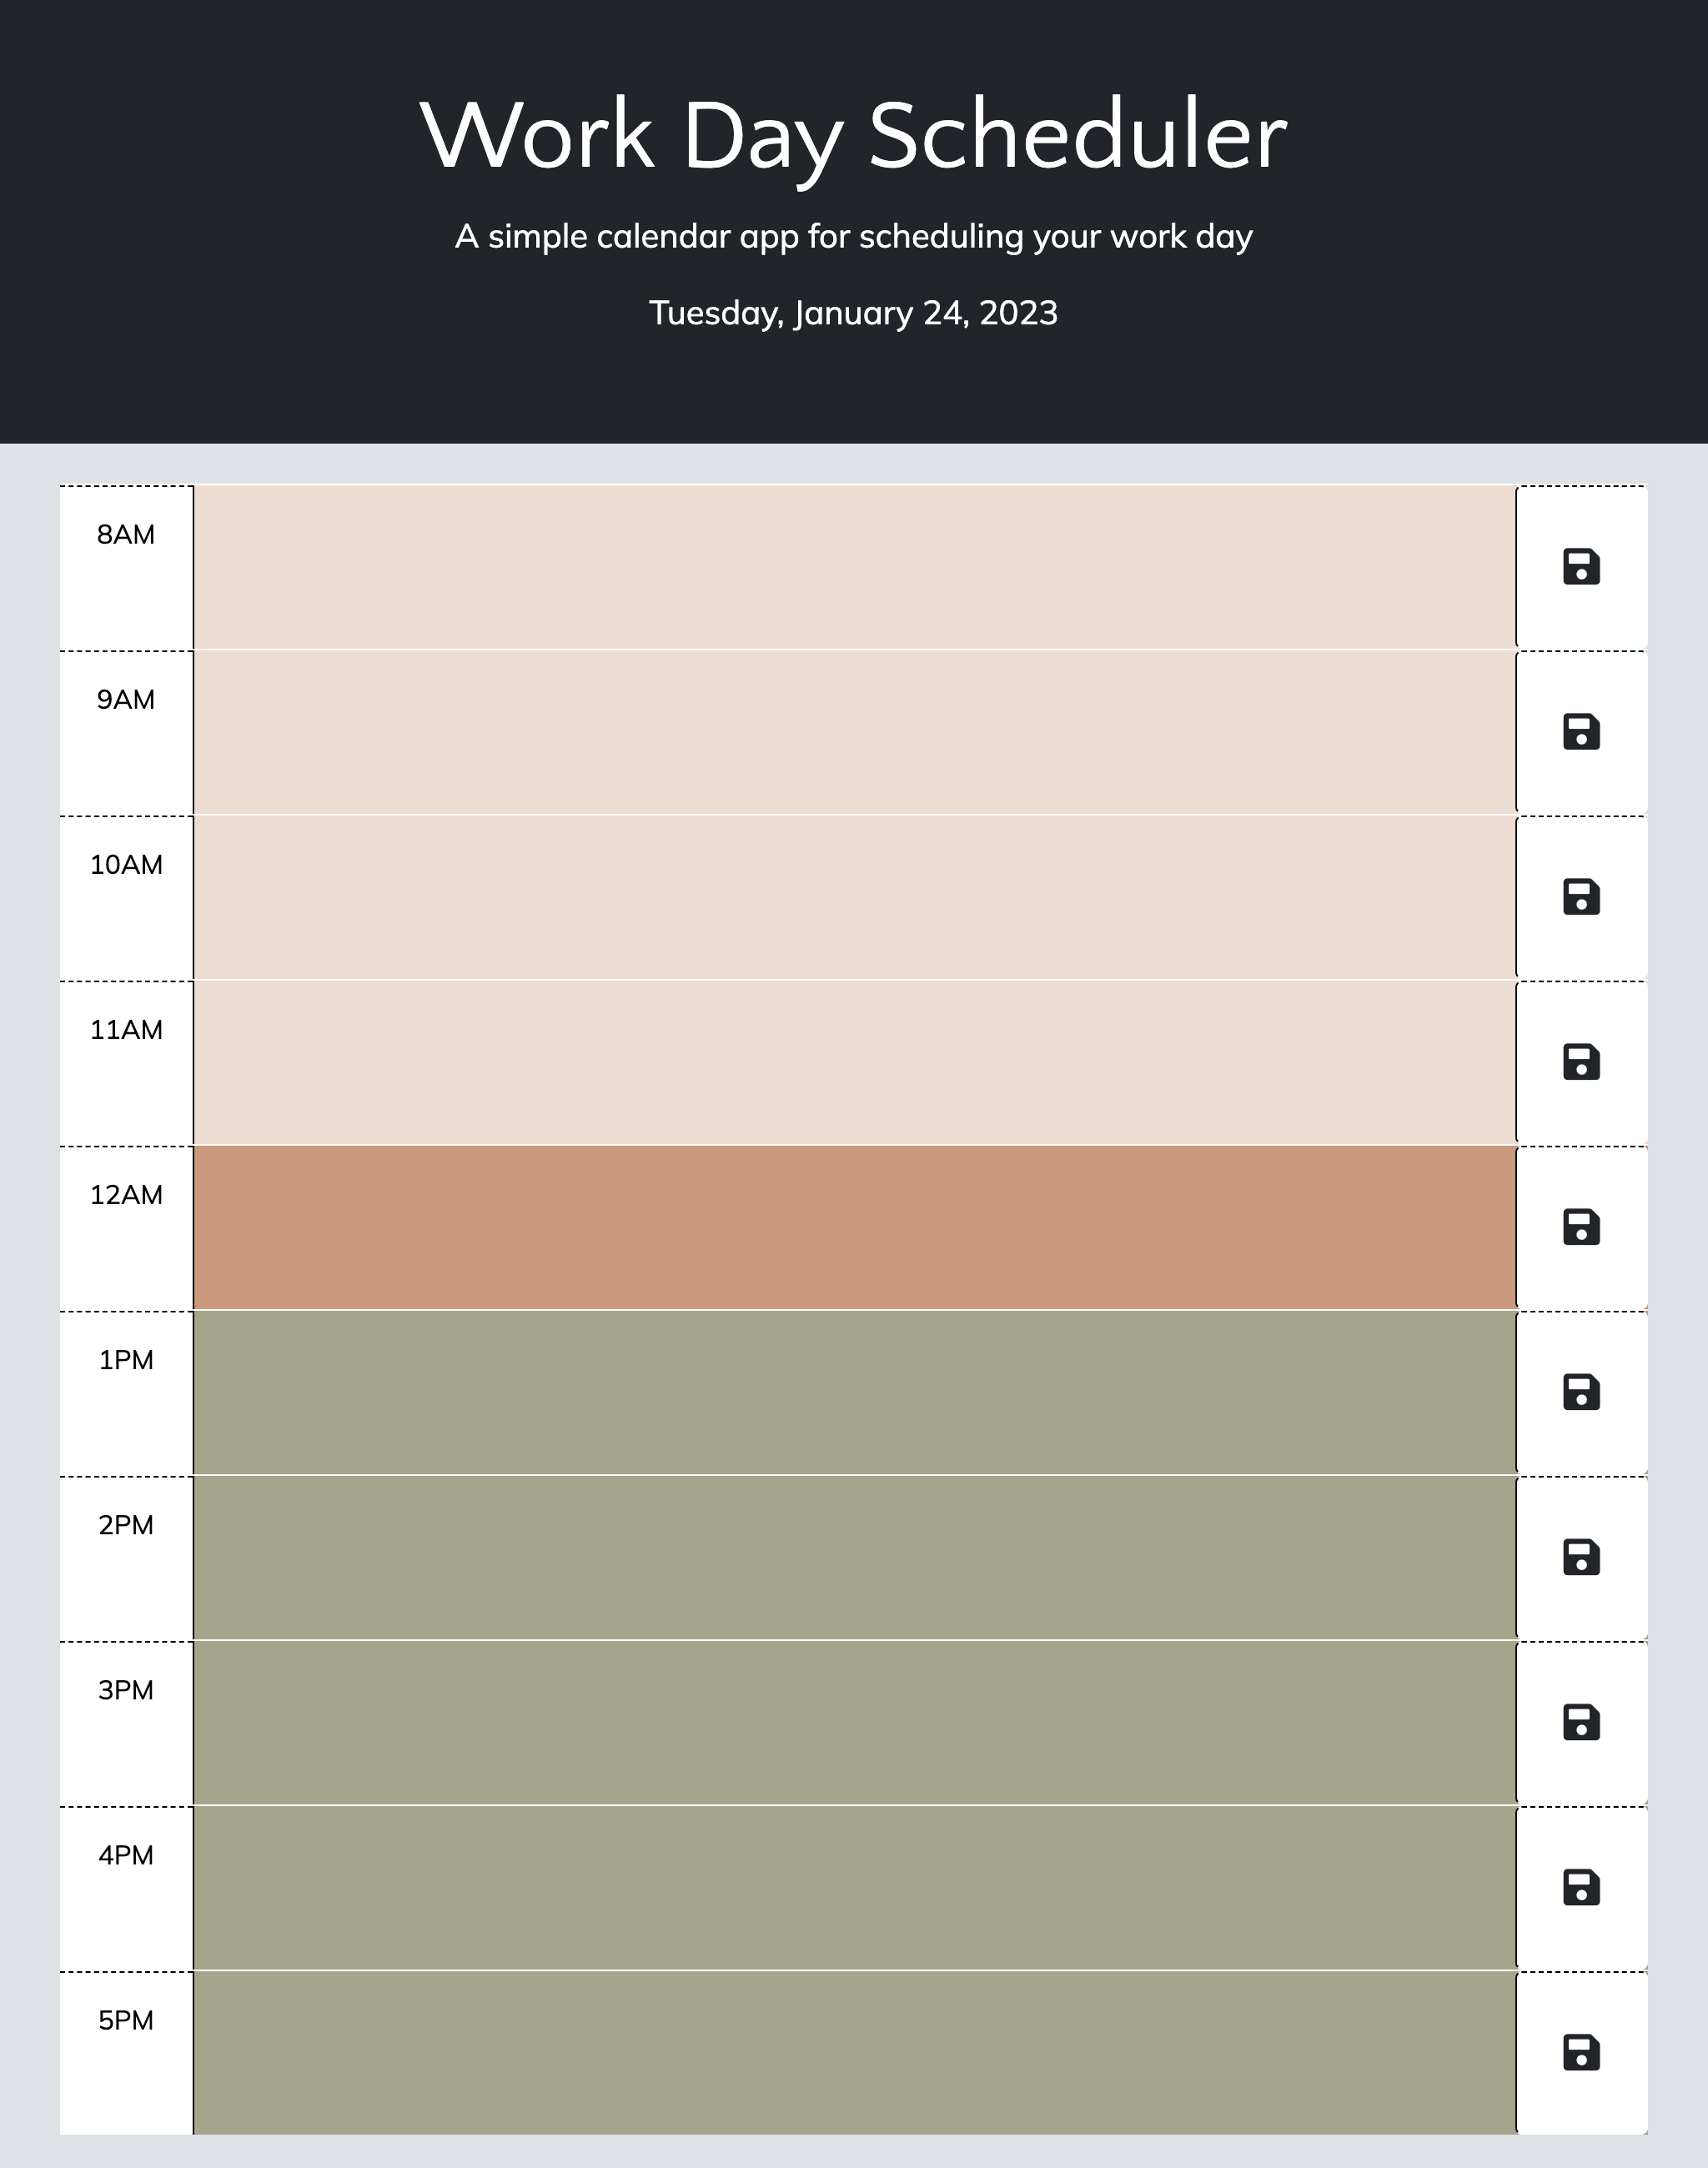 Work Day Scheduler
A simple calendar app for scheduling your work day
Tuesday, January 24, 2023
8AM
9AM
10AM
11AM
12AM
1PM
2PM
3PM
4PM
5PM